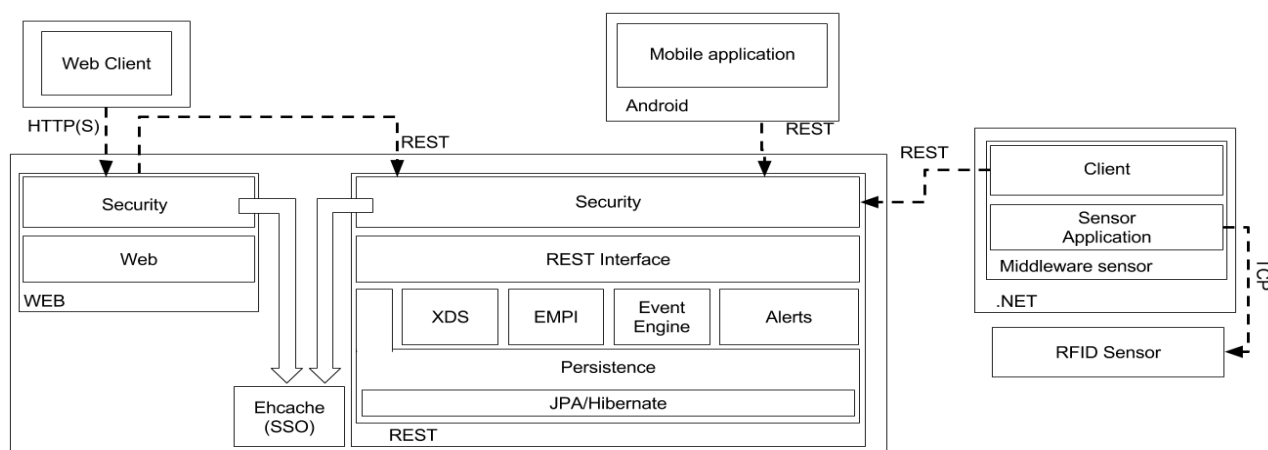 Web Client
Mobile application
Android
HTTP(S)
REST
REST
REST
Client
Security
Security
Sensor
Application
Web
REST Interface
Middleware sensor
TCP
WEB
.NET
XDS
EMPI
Event
Engine
Alerts
RFID Sensor
Persistence
Ehcache
(SSO)
JPA/Hibernate
REST